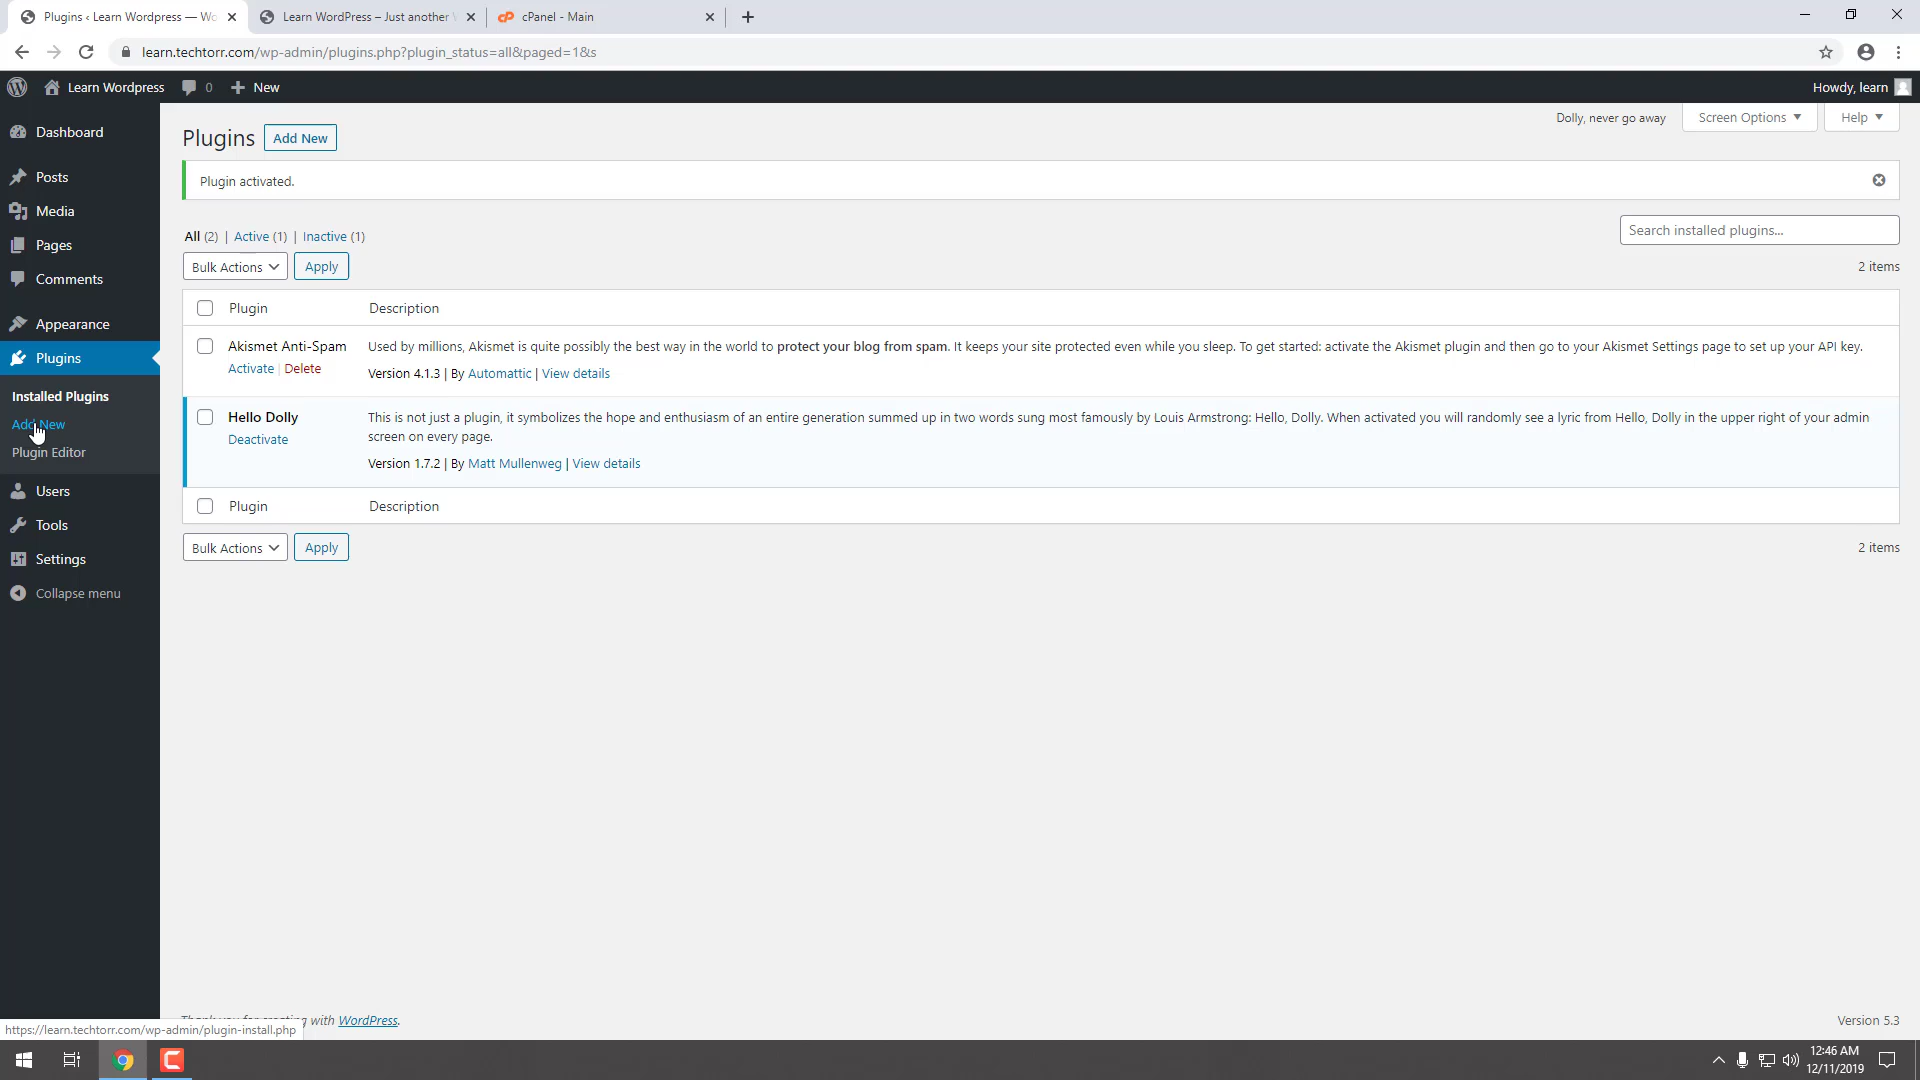 Plugins ‹ Learn Wordpress — Wo
Learn WordPress – Just another
cPanel - Main
learn.techtorr.com/wp-admin/plugins.php?plugin_status=all&paged=1&s
Learn Wordpress
0
New
Howdy, learn
Dashboard
Posts
Media
Pages
Comments
Appearance
Plugins
Installed Plugins
Add New
Plugin Editor
Users
Tools
Settings
Collapse menu
Dolly, never go away
Screen Options
Help
Plugins
Add New
Plugin activated.
All (2) | Active (1) | Inactive (1)
Search installed plugins...
Bulk Actions
Apply
2 items
Plugin
Description
Akismet Anti-Spam
Activate | Delete
Used by millions, Akismet is quite possibly the best way in the world to protect your blog from spam. It keeps your site protected even while you sleep. To get started: activate the Akismet plugin and then go to your Akismet Settings page to set up your API key.
Version 4.1.3 | By Automattic | View details
Hello Dolly
Deactivate
This is not just a plugin, it symbolizes the hope and enthusiasm of an entire generation summed up in two words sung most famously by Louis Armstrong: Hello, Dolly. When activated you will randomly see a lyric from Hello, Dolly in the upper right of your admin
screen on every page.
Version 1.7.2 | By Matt Mullenweg | View details
Plugin
Description
Bulk Actions
Apply
2 items
Thank you for creating with WordPress.
Version 5.3
https://learn.techtorr.com/wp-admin/plugin-install.php
12:46 AM
12/11/2019